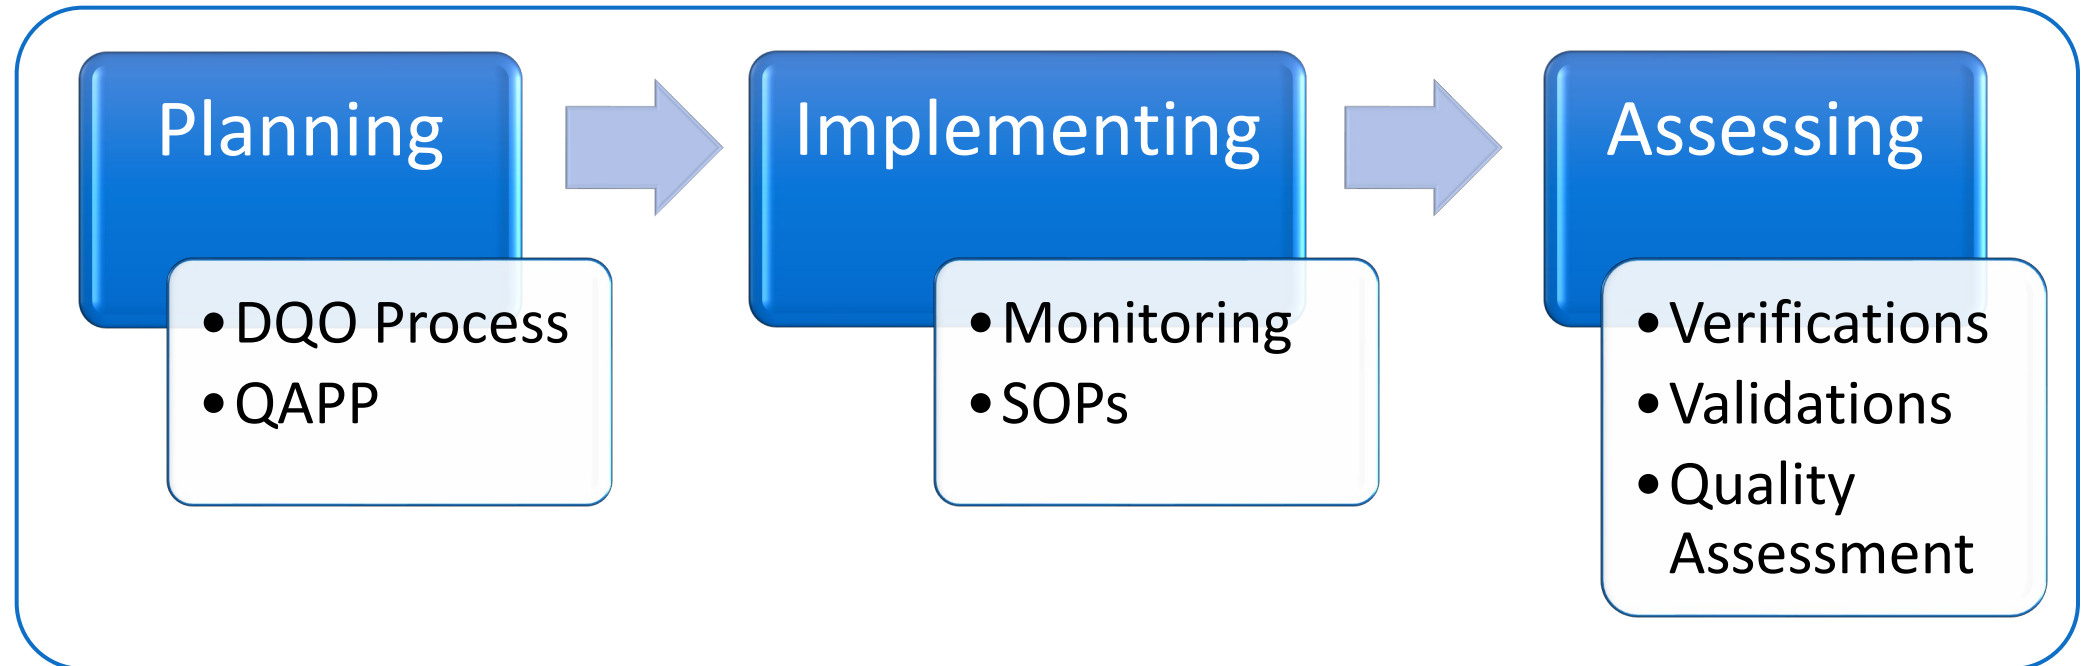 Planning
• DQO Process
• QAPP
Implementing
• Monitoring
• SOPs
Assessing
• Verifications
• Validations
• Quality
Assessment